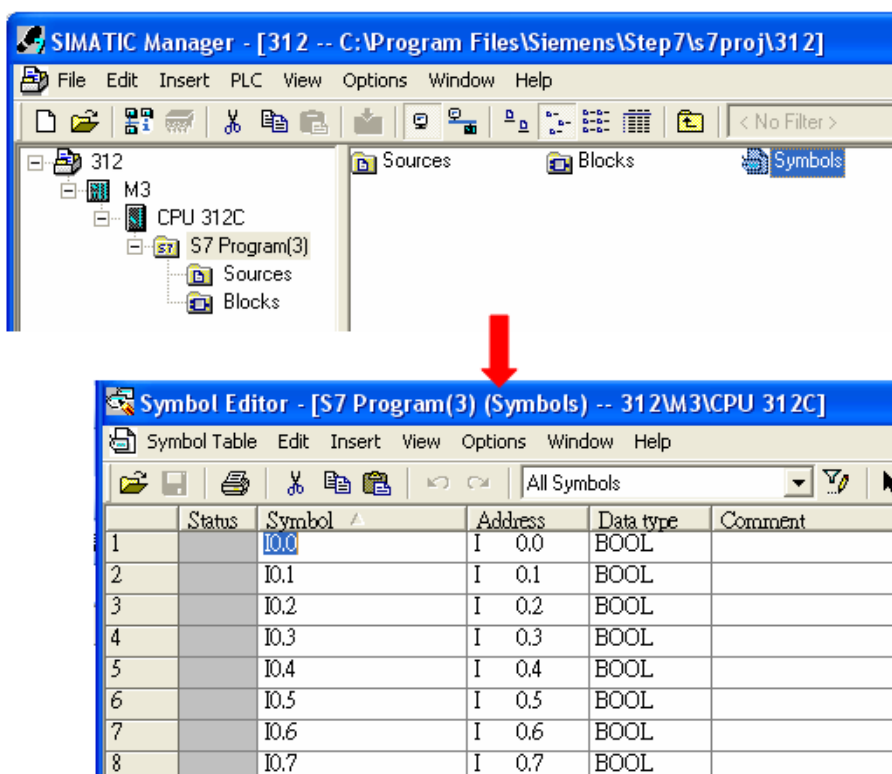 SIMATIC Manager - [312 -- C:\Program Files\Siemens\Step7\s7proj\312]
File Edit Insert PLC View Options Window Help
< No Filter >
312
M3
CPU 312C
S7 Program(3)
Sources
Blocks
Sources Blocks Symbols
Symbol Editor - [S7 Program(3) (Symbols) -- 312\M3\CPU 312C]
Symbol Table Edit Insert View Options Window Help
All Symbols
Status Symbol Address Data type Comment
1 I0.0 I 0.0 BOOL
2 I0.1 I 0.1 BOOL
3 I0.2 I 0.2 BOOL
4 I0.3 I 0.3 BOOL
5 I0.4 I 0.4 BOOL
6 I0.5 I 0.5 BOOL
7 I0.6 I 0.6 BOOL
8 I0.7 I 0.7 BOOL